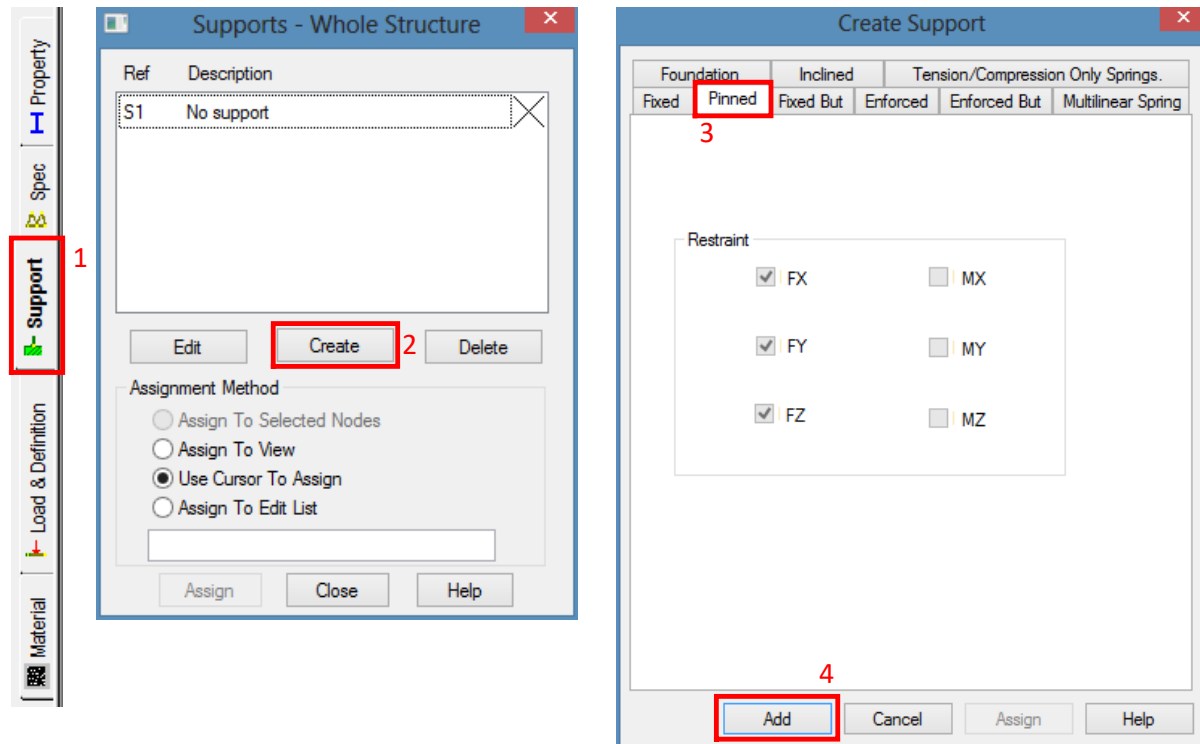 Property
Spec
Support
Load & Definition
Material
1
Supports - Whole Structure
Ref Description
S1 No support
Edit Create 2 Delete
Assignment Method
Assign To Selected Nodes
Assign To View
Use Cursor To Assign
Assign To Edit List
Assign Close Help
Create Support
Foundation Inclined Tension/Compression Only Springs.
Fixed Pinned Fixed But Enforced Enforced But Multilinear Spring
3
Restraint
FX MX
FY MY
FZ MZ
4
Add Cancel Assign Help